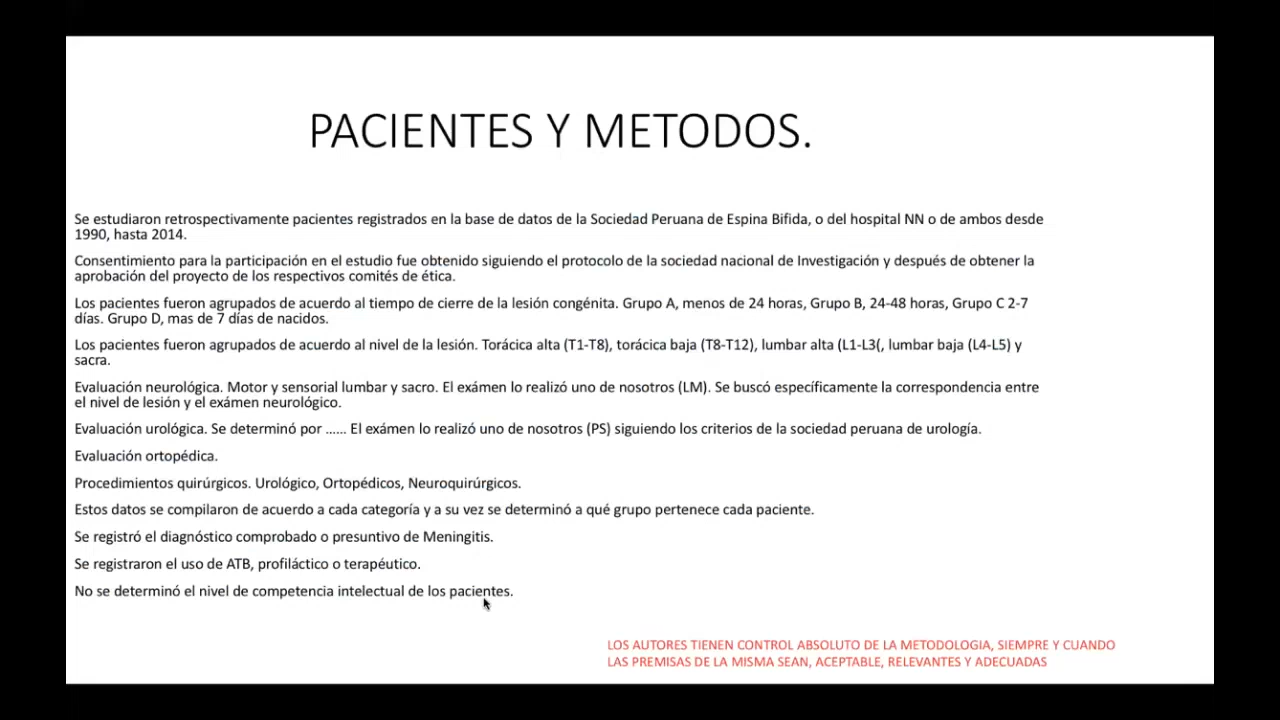 PACIENTES Y METODOS.
Se estudiaron retrospectivamente pacientes registrados en la base de datos de la Sociedad Peruana de Espina Bifida, o del hospital NN o de ambos desde
1990, hasta 2014.
Consentimiento para la participación en el estudio fue obtenido siguiendo el protocolo de la sociedad nacional de Investigación y después de obtener la
aprobación del proyecto de los respectivos comités de ética.
Los pacientes fueron agrupados de acuerdo al tiempo de cierre de la lesión congénita. Grupo A, menos de 24 horas, Grupo B, 24-48 horas, Grupo C 2-7
días. Grupo D, mas de 7 días de nacidos.
Los pacientes fueron agrupados de acuerdo al nivel de la lesión. Torácica alta (T1-T8), torácica baja (T8-T12), lumbar alta (L1-L3(, lumbar baja (L4-L5) y
sacra.
Evaluación neurológica. Motor y sensorial lumbar y sacro. El exámen lo realizó uno de nosotros (LM). Se buscó específicamente la correspondencia entre
el nivel de lesión y el exámen neurológico.
Evaluación urológica. Se determinó por ...... El exámen lo realizó uno de nosotros (PS) siguiendo los criterios de la sociedad peruana de urología.
Evaluación ortopédica.
Procedimientos quirúrgicos. Urológico, Ortopédicos, Neuroquirúrgicos.
Estos datos se compilaron de acuerdo a cada categoría y a su vez se determinó a qué grupo pertenece cada paciente.
Se registró el diagnóstico comprobado o presuntivo de Meningitis.
Se registraron el uso de ATB, profiláctico o terapéutico.
No se determinó el nivel de competencia intelectual de los pacientes.
LOS AUTORES TIENEN CONTROL ABSOLUTO DE LA METODOLOGIA, SIEMPRE Y CUANDO
LAS PREMISAS DE LA MISMA SEAN, ACEPTABLE, RELEVANTES Y ADECUADAS